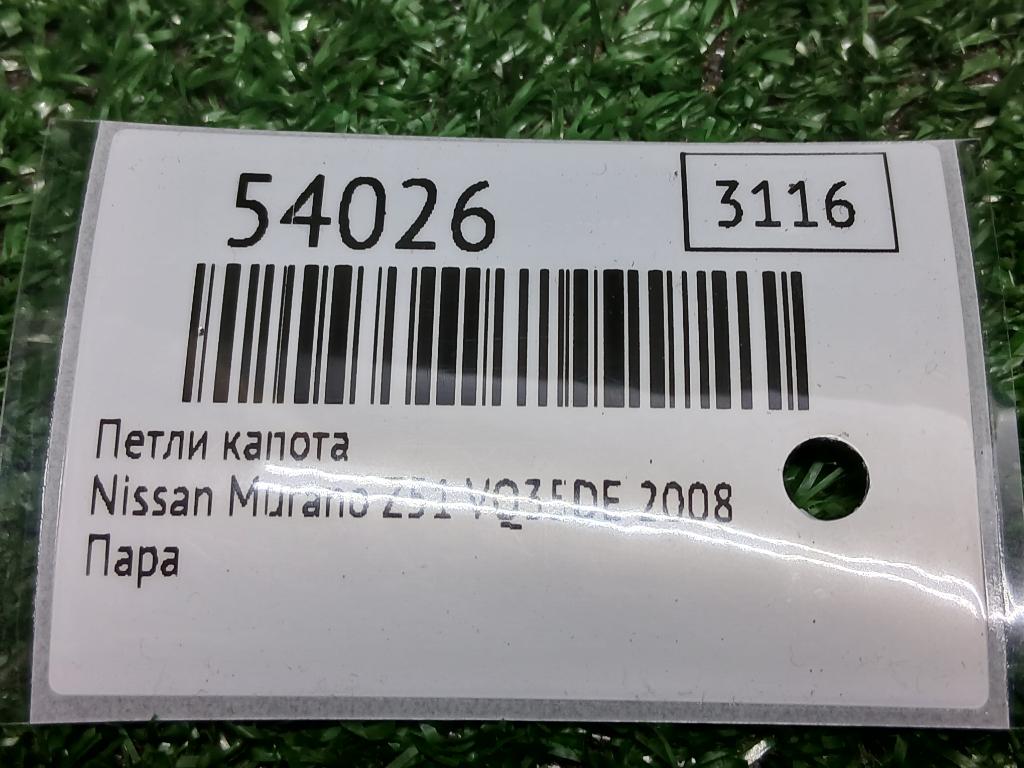 54026
3116
Петли капота
Nissan Murano Z51 VQ35DE 2008
Пара